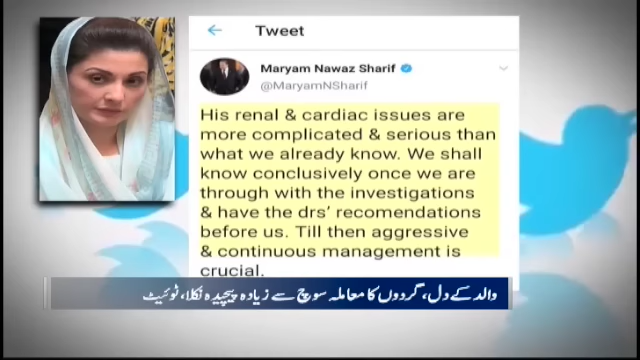 Tweet
Maryam Nawaz Sharif
@MaryamNSharif
His renal & cardiac issues are
more complicated & serious than
what we already know. We shall
know conclusively once we are
through with the investigations
& have the drs' recomendations
before us. Till then aggressive
& continuous management is
crucial.
والد کے دل، گردوں کا معاملہ سوچ سے زیادہ پیچیدہ نکلا، ٹوئیٹ